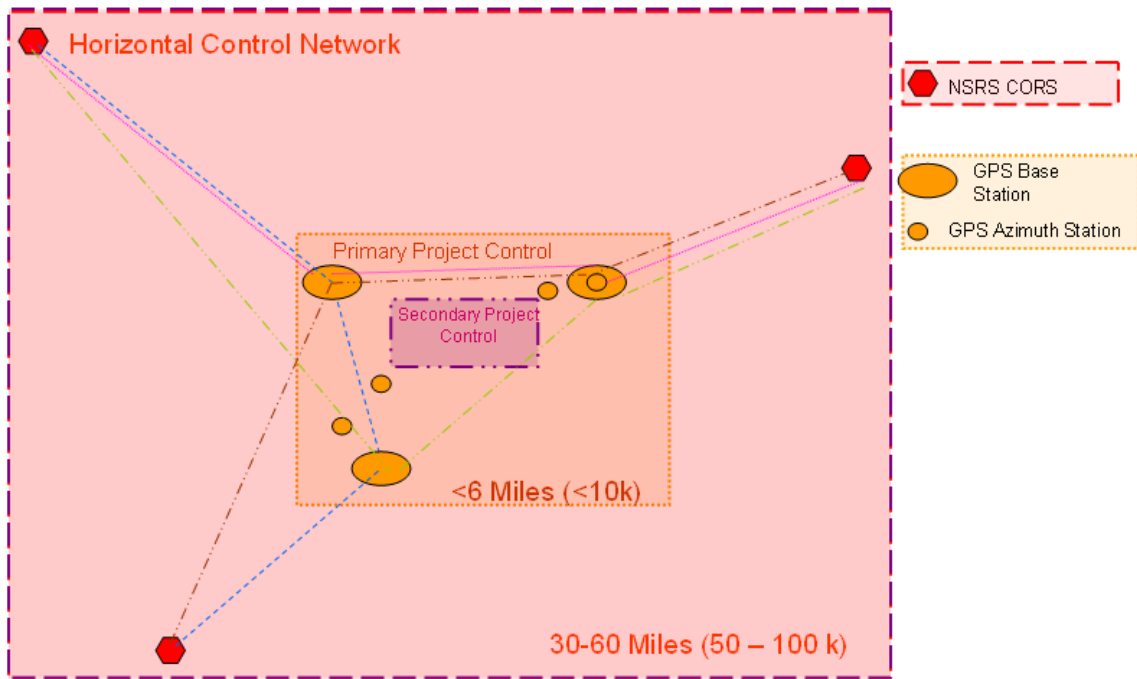 Horizontal Control Network
NSRS CORS
GPS Base
Station
GPS Azimuth Station
Primary Project Control
Secondary Project
Control
<6 Miles (<10k)
30-60 Miles (50 – 100 k)